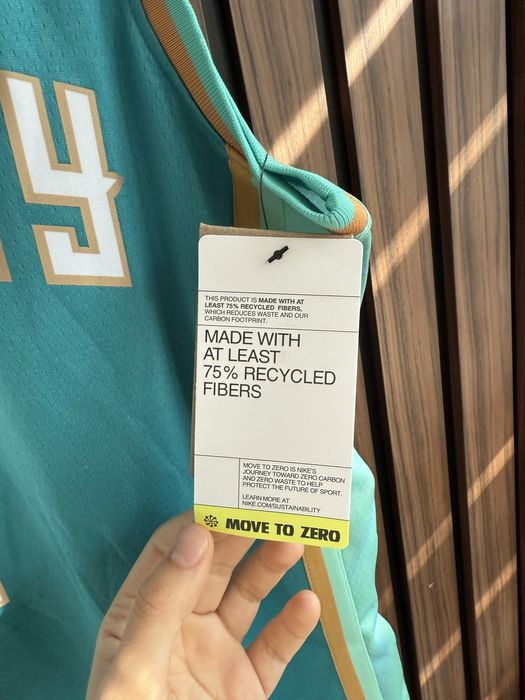 y
THIS PRODUCT IS MADE WITH AT
LEAST 75% RECYCLED FIBERS,
WHICH REDUCES WASTE AND OUR
CARBON FOOTPRINT.
MADE WITH
AT LEAST
75% RECYCLED
FIBERS
MOVE TO ZERO IS NIKE'S
JOURNEY TOWARD ZERO CARBON
AND ZERO WASTE TO HELP
PROTECT THE FUTURE OF SPORT.
LEARN MORE AT
NIKE.COM/SUSTAINABILITY
MOVE TO ZERO